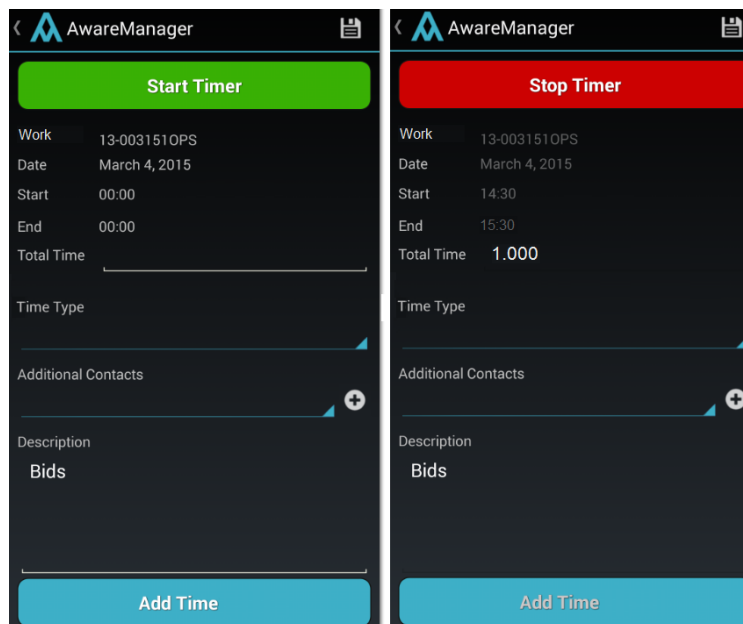 AwareManager
Start Timer
Work 13-003151OPS
Date March 4, 2015
Start 00:00
End 00:00
Total Time
Time Type
Additional Contacts
Description
Bids
Add Time
AwareManager
Stop Timer
Work 13-003151OPS
Date March 4, 2015
Start 14:30
End 15:30
Total Time 1.000
Time Type
Additional Contacts
Description
Bids
Add Time